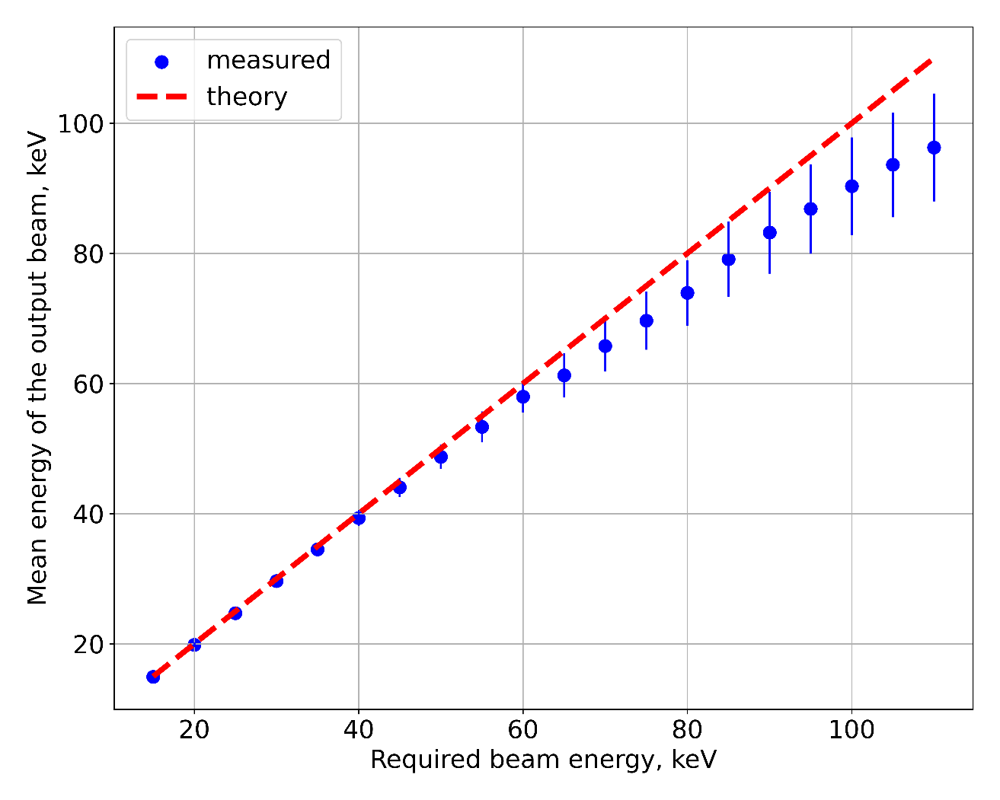 measured
theory
Mean energy of the output beam, keV
100
80
60
40
20
20 40 60 80 100
Required beam energy, keV